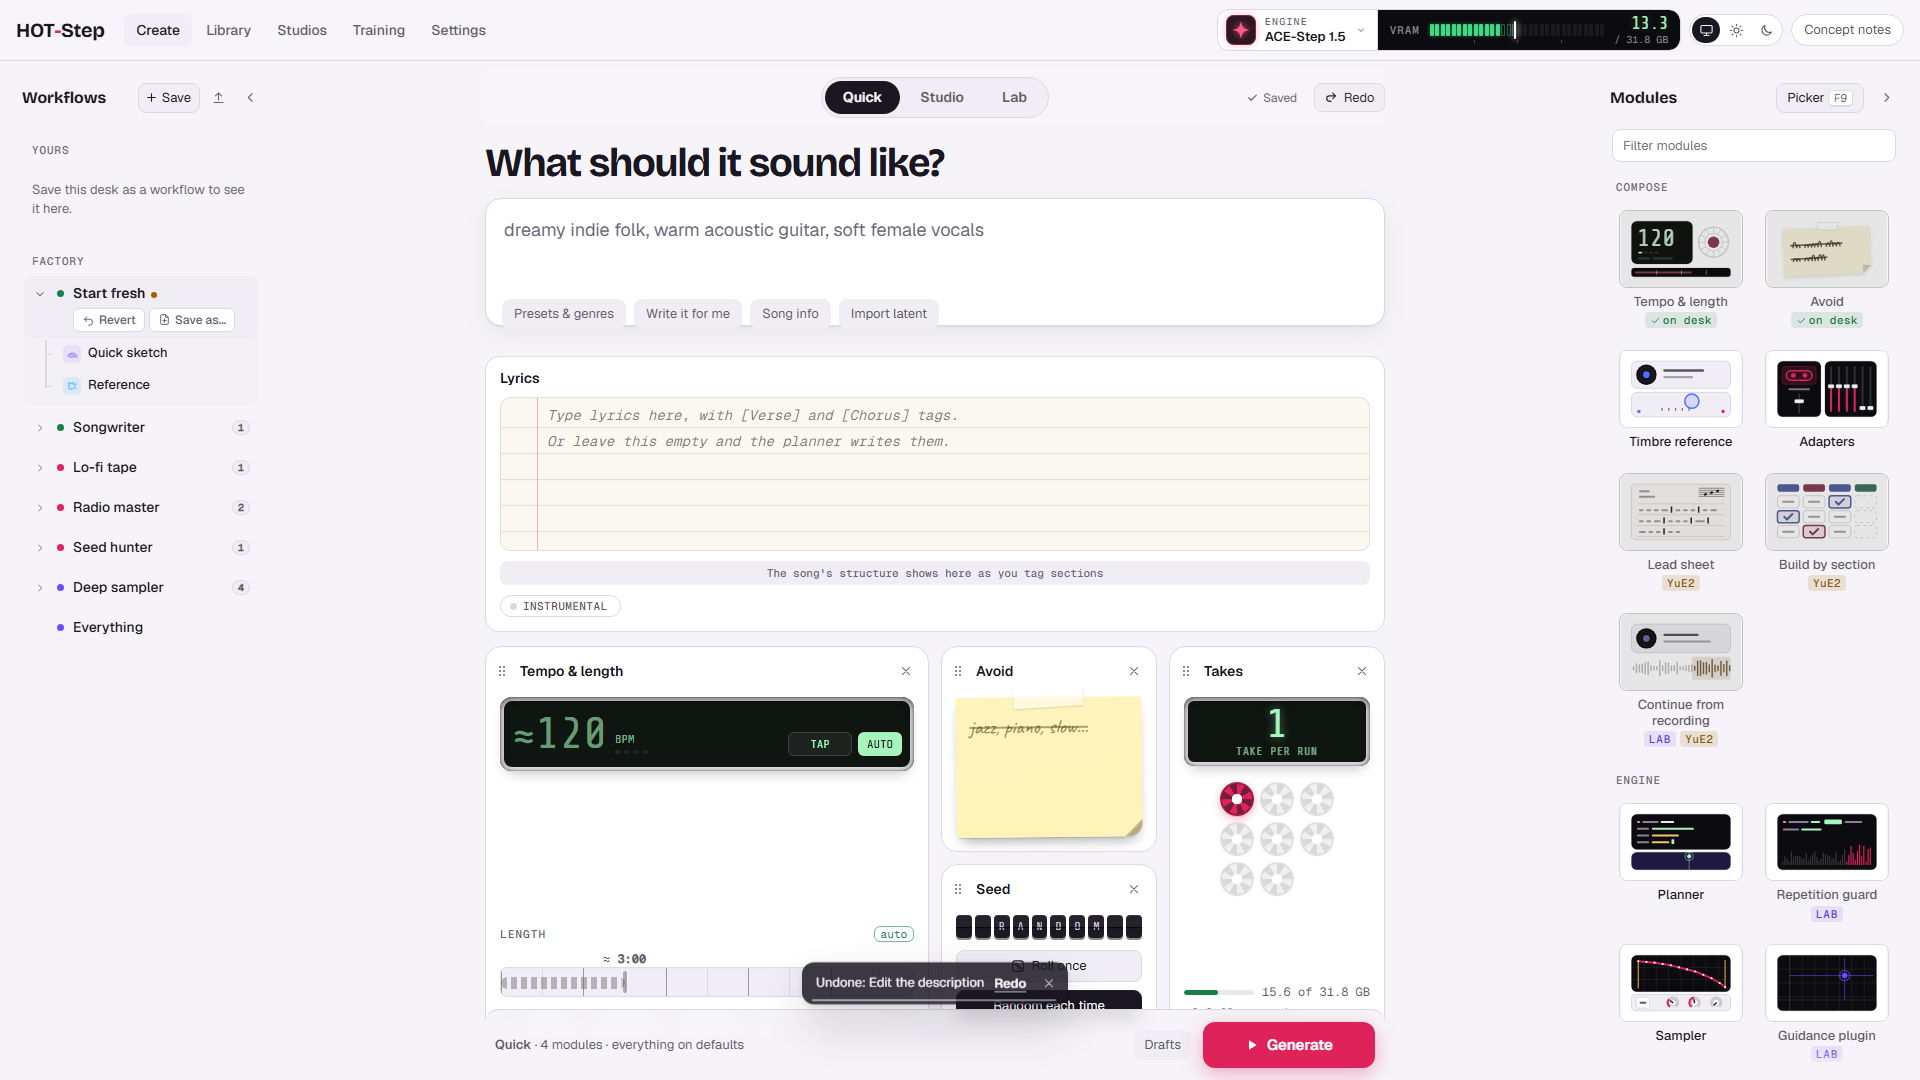 HOT-Step
Create
Library
Studios
Training
Settings
ENGINE
ACE-Step 1.5
VRAM
13.3
/ 31.8 GB
Concept notes
Workflows
+ Save
YOURS
Save this desk as a workflow to see
it here.
FACTORY
Start fresh
Revert
Save as...
Quick sketch
Reference
Songwriter 1
Lo-fi tape 1
Radio master 2
Seed hunter 1
Deep sampler 4
Everything
Quick
Studio
Lab
Saved
Redo
What should it sound like?
dreamy indie folk, warm acoustic guitar, soft female vocals
Presets & genres
Write it for me
Song info
Import latent
Lyrics
Type lyrics here, with [Verse] and [Chorus] tags.
Or leave this empty and the planner writes them.
The song's structure shows here as you tag sections
INSTRUMENTAL
Tempo & length
≈120 BPM
TAP
AUTO
LENGTH
auto
≈ 3:00
Avoid
jazz, piano, slow...
Seed
RANDOM
Roll once
Random each time
Takes
1
TAKE PER RUN
15.6 of 31.8 GB
Undone: Edit the description Redo
Quick · 4 modules · everything on defaults
Drafts
Generate
Modules
Picker F9
Filter modules
COMPOSE
120
Tempo & length
on desk
Avoid
on desk
Timbre reference
Adapters
Lead sheet
YuE2
Build by section
YuE2
Continue from
recording
LAB YuE2
ENGINE
Planner
Repetition guard
LAB
Sampler
Guidance plugin
LAB